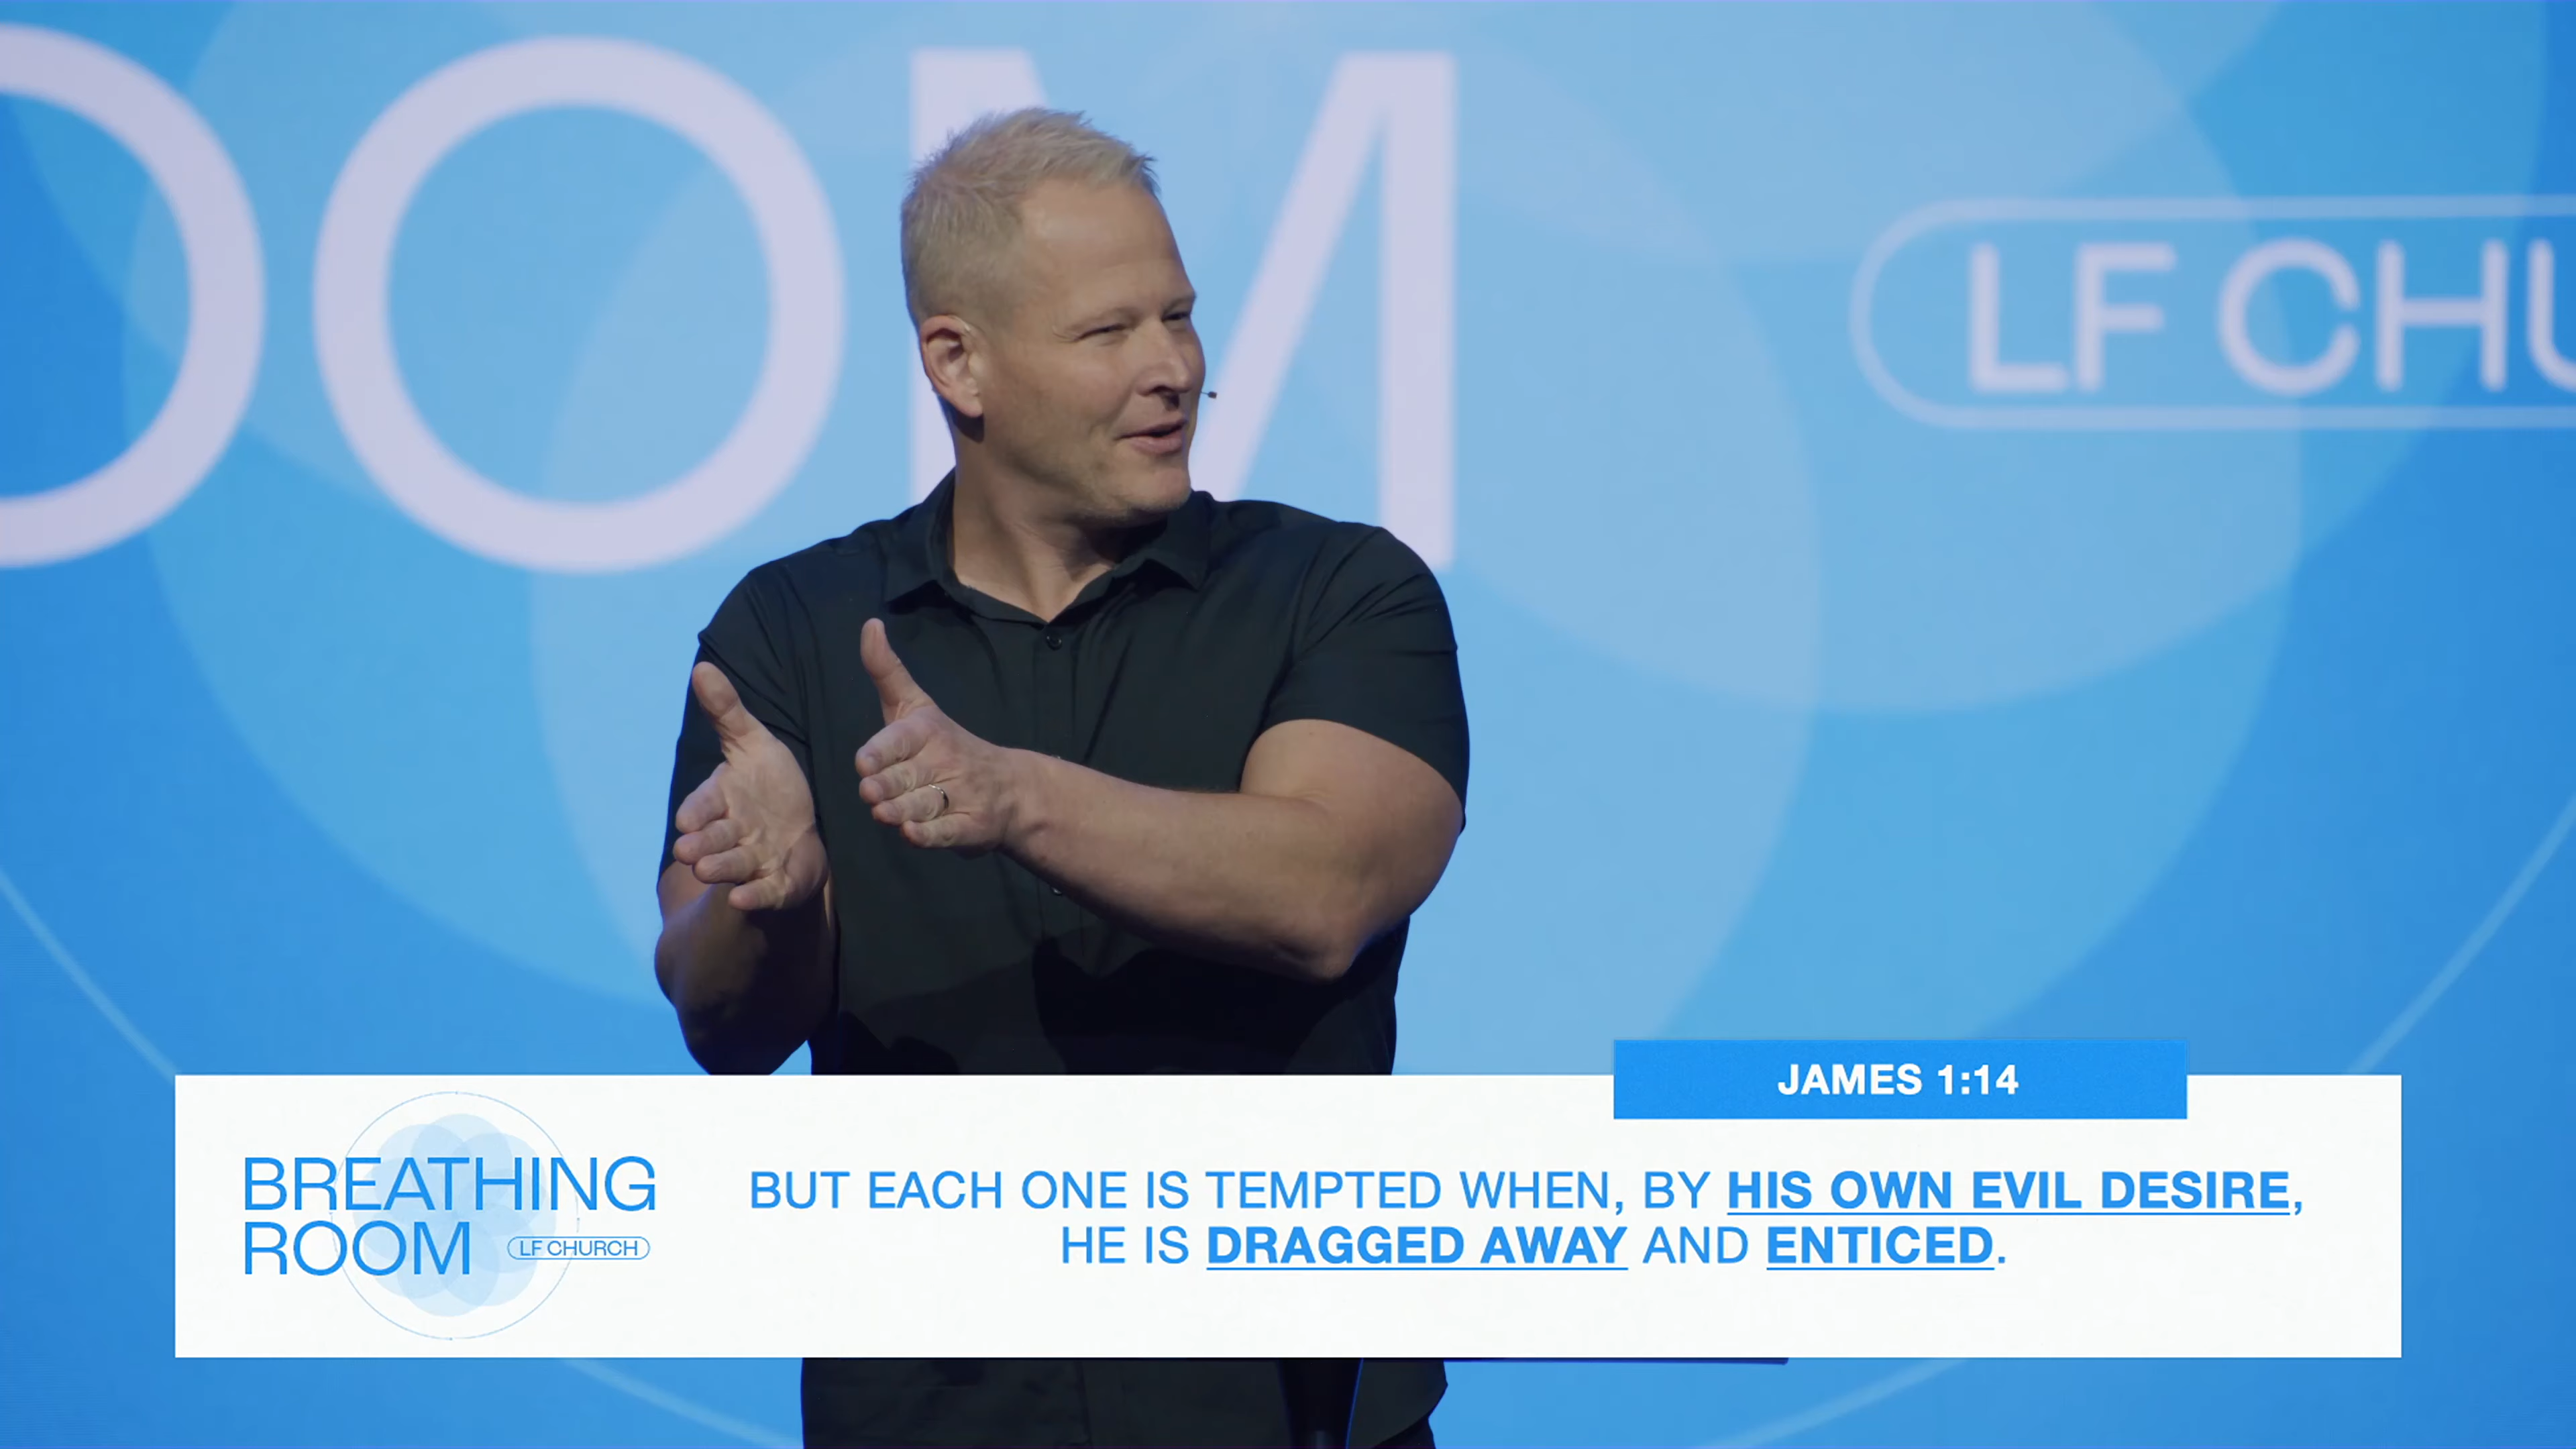 OOM
LF CHU
JAMES 1:14
BREATHING
ROOM
LF CHURCH
BUT EACH ONE IS TEMPTED WHEN, BY HIS OWN EVIL DESIRE,
HE IS DRAGGED AWAY AND ENTICED.